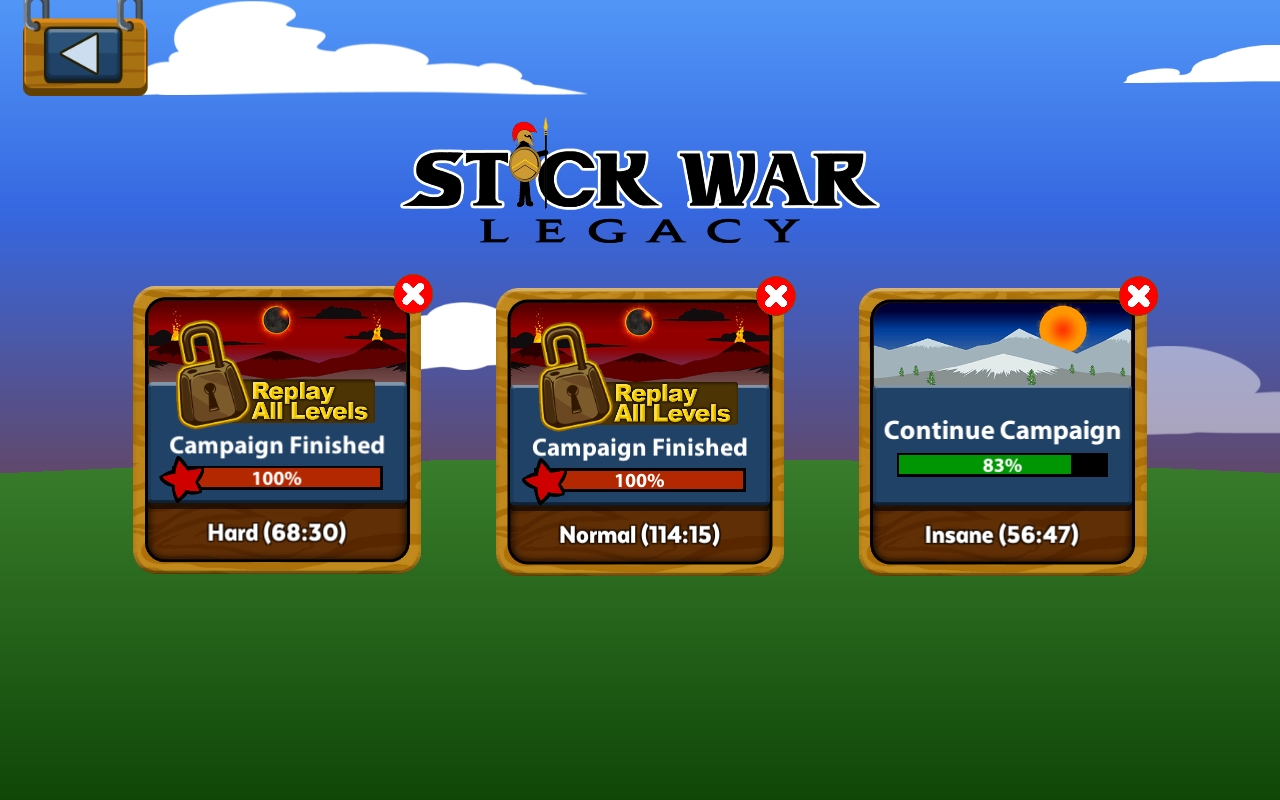 STICK WAR
LEGACY
Replay
All Levels
Campaign Finished
100%
Hard (68:30)
Replay
All Levels
Campaign Finished
100%
Normal (114:15)
Continue Campaign
83%
Insane (56:47)